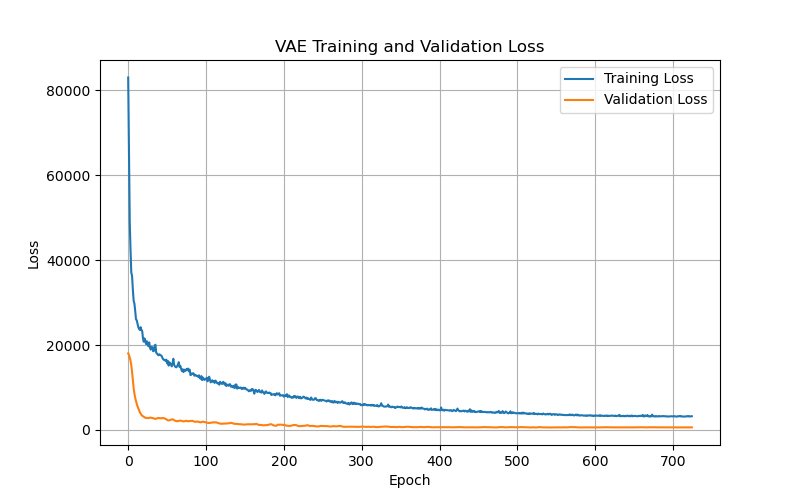 VAE Training and Validation Loss
Training Loss
Validation Loss
Loss
80000
60000
40000
20000
0
0 100 200 300 400 500 600 700
Epoch